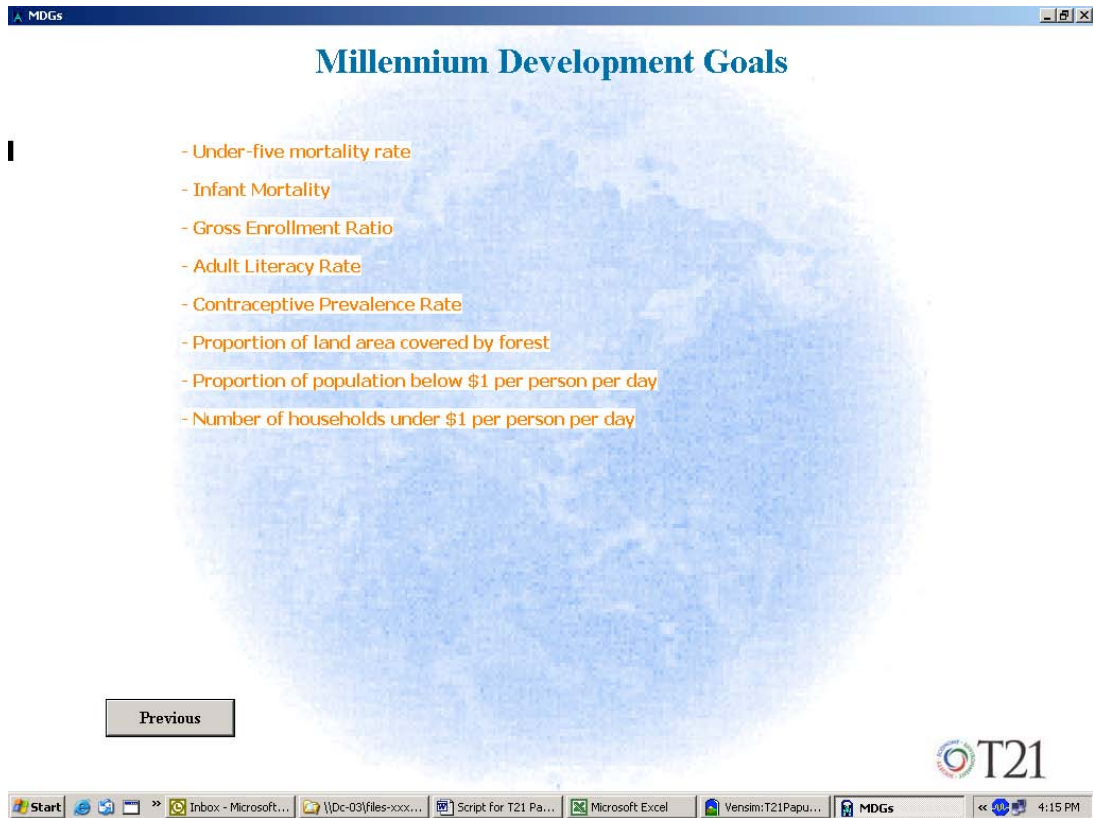 MDGs
Millennium Development Goals
- Under-five mortality rate
- Infant Mortality
- Gross Enrollment Ratio
- Adult Literacy Rate
- Contraceptive Prevalence Rate
- Proportion of land area covered by forest
- Proportion of population below $1 per person per day
- Number of households under $1 per person per day
Previous
T21
Start » Inbox - Microsoft... \\Dc-03\files-xxx... Script for T21 Pa... Microsoft Excel Vensim:T21Papu... MDGs « 4:15 PM